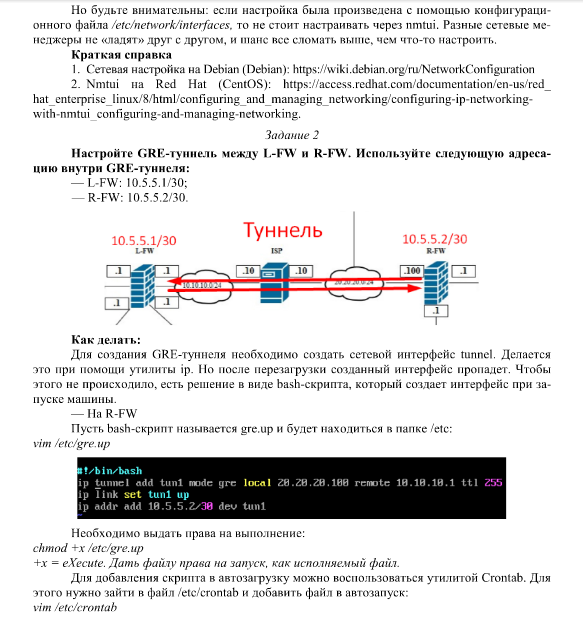 Но будьте внимательны: если настройка была произведена с помощью конфигураци-
онного файла /etc/network/interfaces, то не стоит настраивать через nmtui. Разные сетевые ме-
неджеры не «ладят» друг с другом, и шанс все сломать выше, чем что-то настроить.
Краткая справка
1. Сетевая настройка на Debian (Debian): https://wiki.debian.org/ru/NetworkConfiguration
2. Nmtui на Red Hat (CentOS): https://access.redhat.com/documentation/en-us/red_
hat_enterprise_linux/8/html/configuring_and_managing_networking/configuring-ip-networking-
with-nmtui_configuring-and-managing-networking.
Задание 2
Настройте GRE-туннель между L-FW и R-FW. Используйте следующую адреса-
цию внутри GRE-туннеля:
— L-FW: 10.5.5.1/30;
— R-FW: 10.5.5.2/30.
Туннель
10.5.5.1/30
10.5.5.2/30
L-FW
ISP
R-FW
.1
.1
.10
.10
.100
.1
10.10.10.0/24
20.20.20.0/24
.1
.1
.1
Как делать:
Для создания GRE-туннеля необходимо создать сетевой интерфейс tunnel. Делается
это при помощи утилиты ip. Но после перезагрузки созданный интерфейс пропадет. Чтобы
этого не происходило, есть решение в виде bash-скрипта, который создает интерфейс при за-
пуске машины.
— На R-FW
Пусть bash-скрипт называется gre.up и будет находиться в папке /etc:
vim /etc/gre.up
#!/bin/bash
ip tunnel add tun1 mode gre local 20.20.20.100 remote 10.10.10.1 ttl 255
ip link set tun1 up
ip addr add 10.5.5.2/30 dev tun1
Необходимо выдать права на выполнение:
chmod +x /etc/gre.up
+x = eXecute. Дать файлу права на запуск, как исполняемый файл.
Для добавления скрипта в автозагрузку можно воспользоваться утилитой Crontab. Для
этого нужно зайти в файл /etc/crontab и добавить файл в автозапуск:
vim /etc/crontab